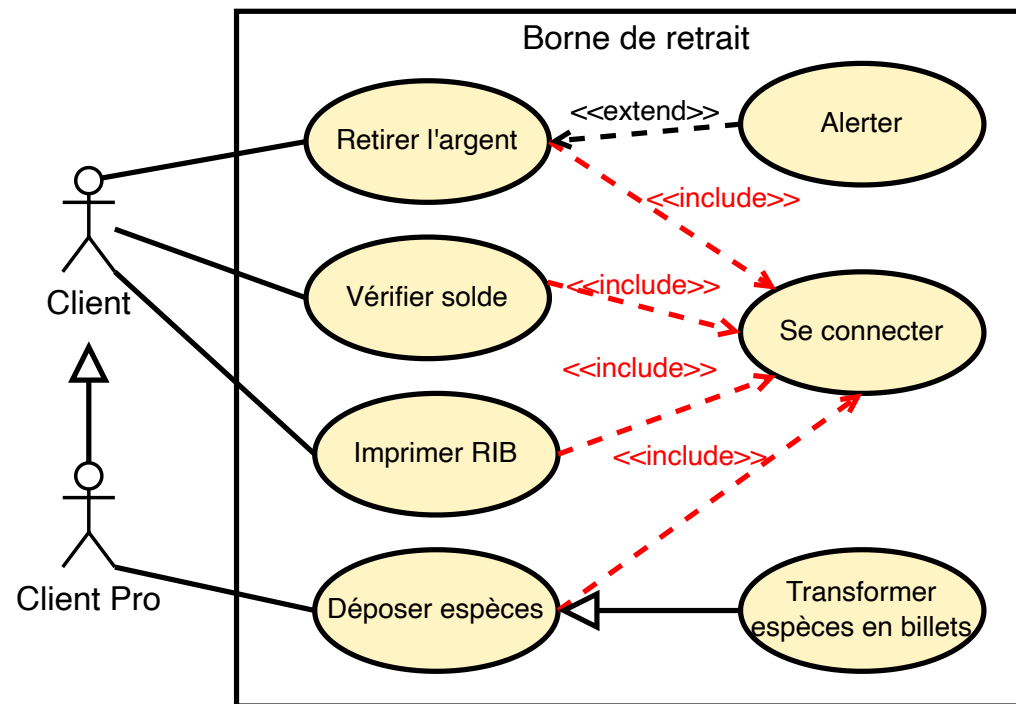 Borne de retrait
Retirer l'argent
<<extend>>
Alerter
<<include>>
Client
Vérifier solde
<<include>>
Se connecter
<<include>>
Imprimer RIB
<<include>>
Client Pro
Déposer espèces
Transformer
espèces en billets